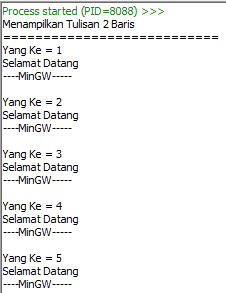 Process started (PID=8088) >>>
Menampilkan Tulisan 2 Baris
===========================
Yang Ke = 1
Selamat Datang
----MinGW-----
Yang Ke = 2
Selamat Datang
----MinGW-----
Yang Ke = 3
Selamat Datang
----MinGW-----
Yang Ke = 4
Selamat Datang
----MinGW-----
Yang Ke = 5
Selamat Datang
----MinGW-----